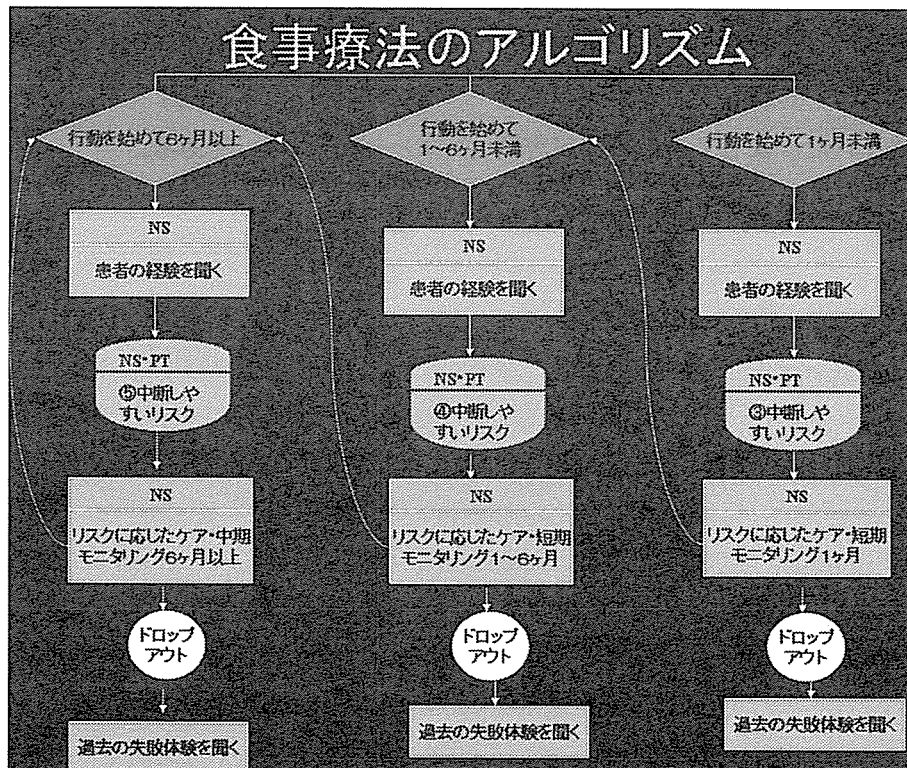 食事療法のアルゴリズム
行動を始めて6ヶ月以上
NS
患者の経験を聞く
NS・PT
⑤中断しや
すいリスク
NS
リスクに応じたケア・中期
モニタリング6ヶ月以上
ドロップ
アウト
過去の失敗体験を聞く
行動を始めて
1〜6ヶ月未満
NS
患者の経験を聞く
NS・PT
④中断しや
すいリスク
NS
リスクに応じたケア・短期
モニタリング1〜6ヶ月
ドロップ
アウト
過去の失敗体験を聞く
行動を始めて1ヶ月未満
NS
患者の経験を聞く
NS・PT
③中断しや
すいリスク
NS
リスクに応じたケア・短期
モニタリング1ヶ月
ドロップ
アウト
過去の失敗体験を聞く